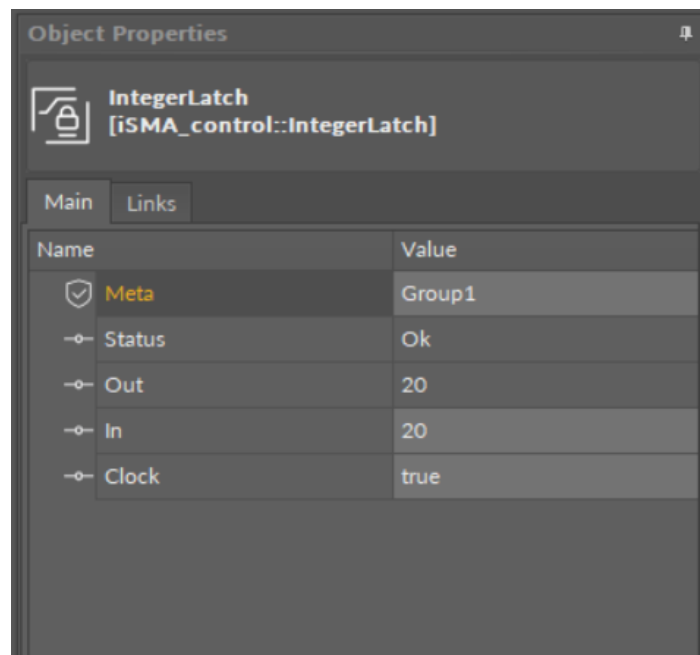 Object Properties
IntegerLatch
[iSMA_control::IntegerLatch]
Main Links
Name Value
Meta Group1
Status Ok
Out 20
In 20
Clock true